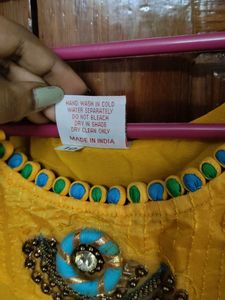 HAND WASH IN COLD
WATER SEPARATELY
DO NOT BLEACH
DRY IN SHADE
DRY CLEAN ONLY
MADE IN INDIA